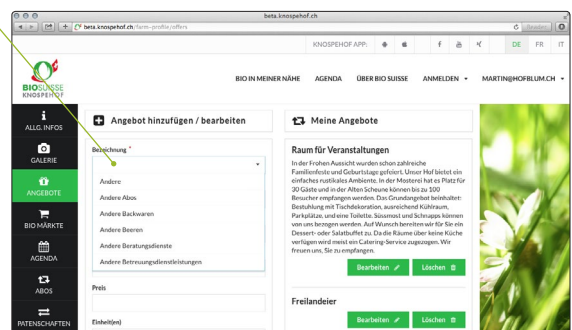 beta.knospehof.ch
beta.knospehof.ch/farm-profile/offers
Reader
KNOSPEHOF APP:
DE FR IT
BIOSUISSE
KNOSPEHOF
BIO IN MEINER NÄHE AGENDA ÜBER BIO SUISSE ANMELDEN MARTIN@HOFBLUM.CH
ALLG. INFOS
GALERIE
ANGEBOTE
BIO MÄRKTE
AGENDA
ABOS
PATENSCHAFTEN
Angebot hinzufügen / bearbeiten
Bezeichnung *
Andere
Andere Abos
Andere Backwaren
Andere Beeren
Andere Beratungsdienste
Andere Betreuungsdienstleistungen
Preis
Einheit(en)
Meine Angebote
Raum für Veranstaltungen
In der Frohen Aussicht wurden schon zahlreiche
Familienfeste und Geburtstage gefeiert. Unser Hof bietet ein
einfaches rustikales Ambiente. In der Mosterei hat es Platz für
30 Gäste und in der Alten Scheune können bis zu 100
Besucher empfangen werden. Das Grundangebot beinhaltet:
Bestuhlung mit Tischdekoration, ausreichend Kühlraum,
Parkplätze, und eine Toilette. Süssmost und Schnapps können
von uns bezogen werden. Auf Wunsch bereiten wir für Sie ein
Dessert- oder Salatbuffet zu. Da die Räume über keine Küche
verfügen wird meist ein Catering-Service zugezogen. Wir
freuen uns, Sie zu empfangen.
Bearbeiten Löschen
Freilandeier
Bearbeiten Löschen